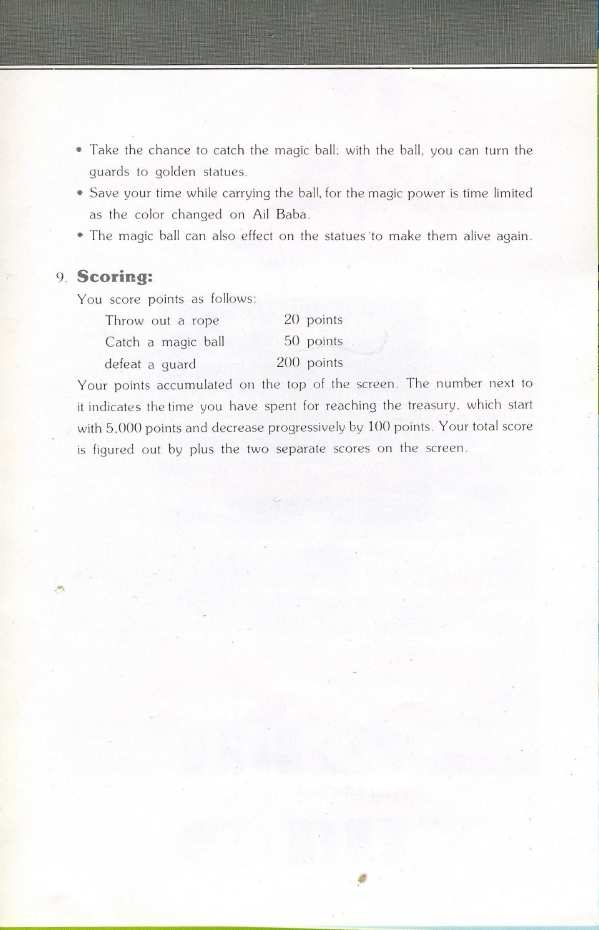 • Take the chance to catch the magic ball; with the ball, you can turn the
guards to golden statues.
• Save your time while carrying the ball, for the magic power is time limited
as the color changed on Ail Baba.
• The magic ball can also effect on the statues to make them alive again.
9. Scoring:
You score points as follows:
Throw out a rope 20 points
Catch a magic ball 50 points
defeat a guard 200 points
Your points accumulated on the top of the screen. The number next to
it indicates the time you have spent for reaching the treasury, which start
with 5,000 points and decrease progressively by 100 points. Your total score
is figured out by plus the two separate scores on the screen.